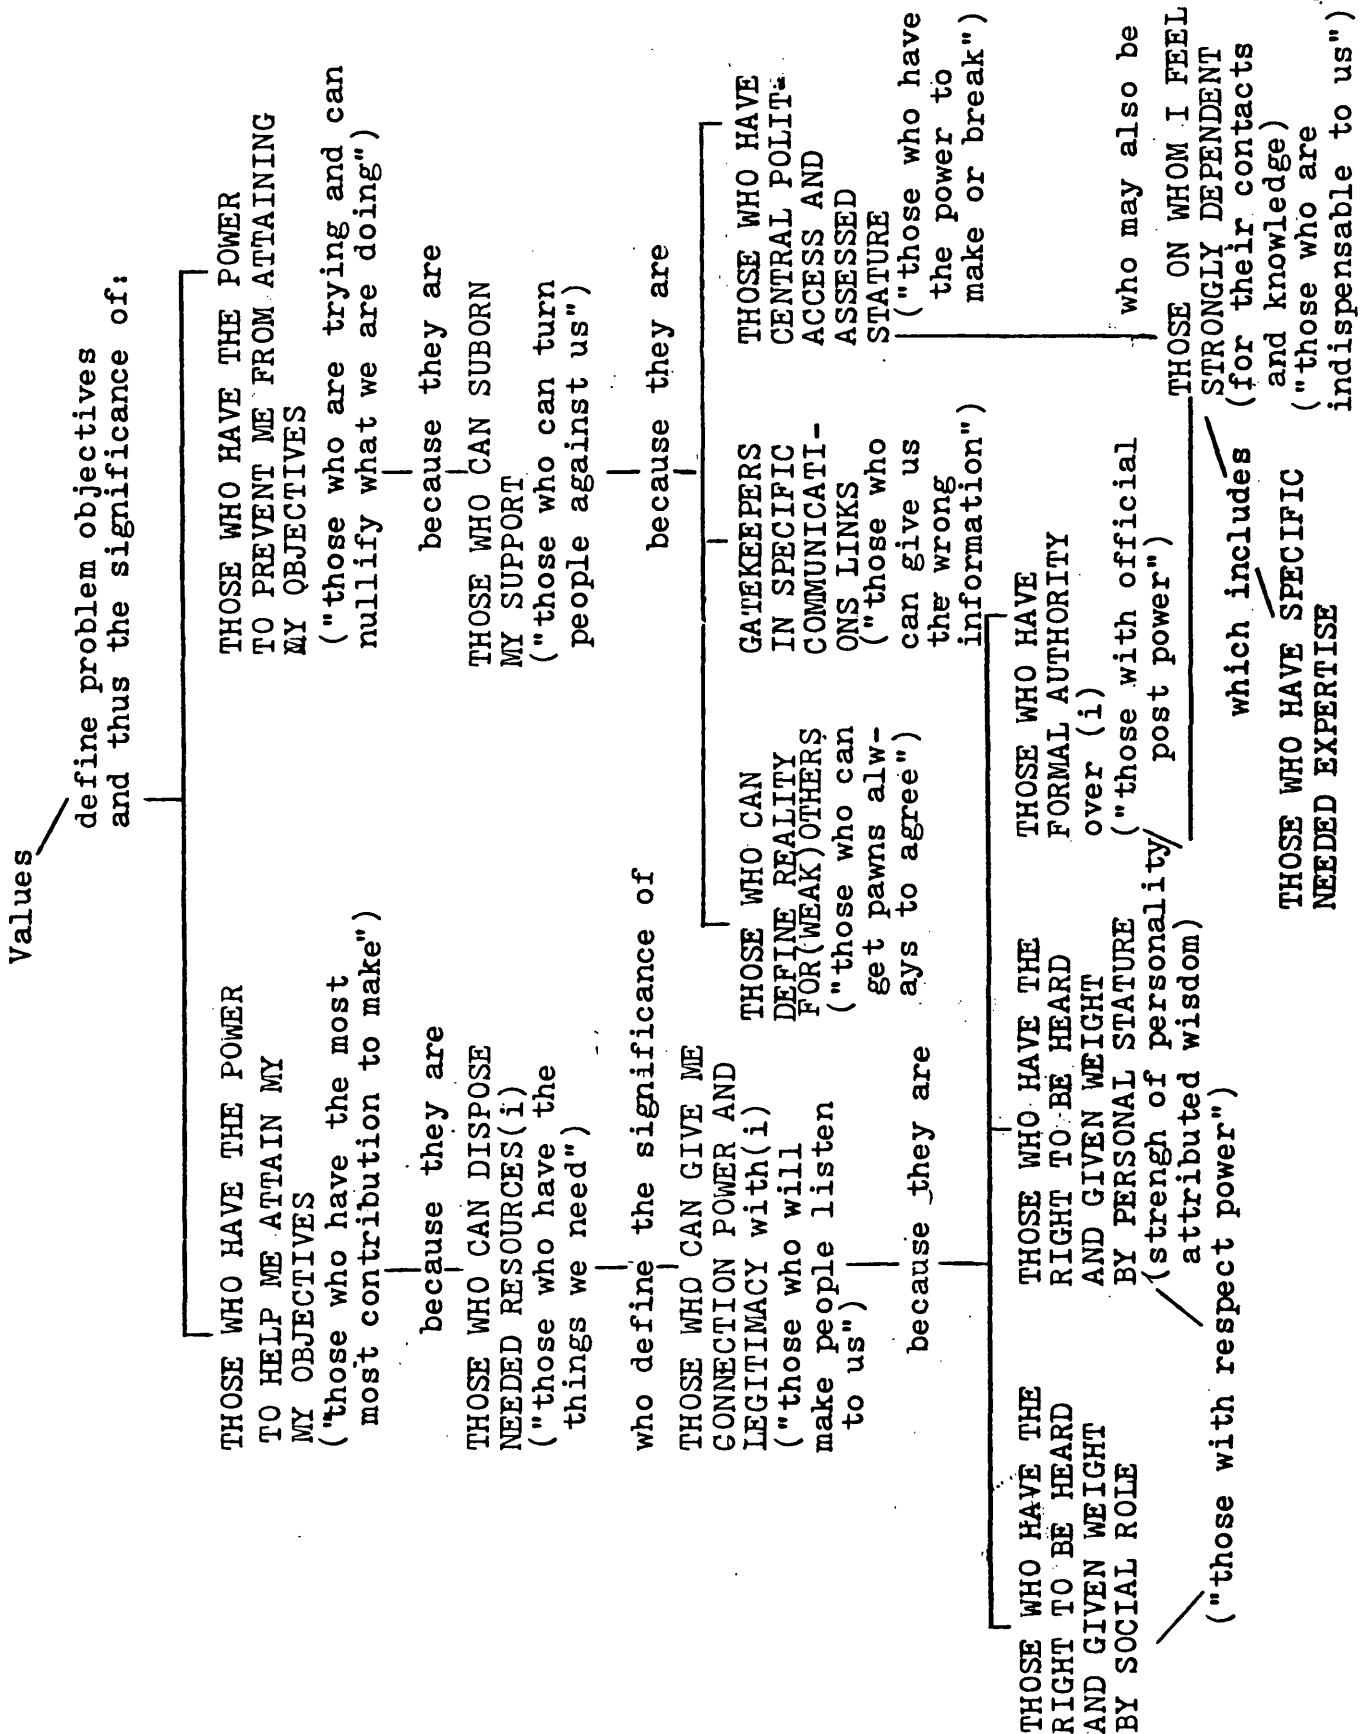 Values
define problem objectives
and thus the significance of:
THOSE WHO HAVE THE POWER
TO HELP ME ATTAIN MY
MY OBJECTIVES
("those who have the most
most contribution to make")
because they are
THOSE WHO CAN DISPOSE
NEEDED RESOURCES(i)
("those who have the
things we need")
who define the significance of
THOSE WHO CAN GIVE ME
CONNECTION POWER AND
LEGITIMACY with(i)
("those who will
make people listen
to us")
because they are
THOSE WHO HAVE THE
RIGHT TO BE HEARD
AND GIVEN WEIGHT
BY SOCIAL ROLE
THOSE WHO HAVE THE
RIGHT TO BE HEARD
AND GIVEN WEIGHT
BY PERSONAL STATURE
(strengh of personality
attributed wisdom)
("those with respect power")
THOSE WHO HAVE
FORMAL AUTHORITY
over (i)
("those with official
post power")
THOSE WHO HAVE THE POWER
TO PREVENT ME FROM ATTAINING
MY OBJECTIVES
("those who are trying and can
nullify what we are doing")
because they are
THOSE WHO CAN SUBORN
MY SUPPORT
("those who can turn
people against us")
because they are
THOSE WHO CAN
DEFINE REALITY
FOR(WEAK)OTHERS
("those who can
get pawns alw-
ays to agree")
GATEKEEPERS
IN SPECIFIC
COMMUNICATI-
ONS LINKS
("those who
can give us
the wrong
information")
THOSE WHO HAVE
CENTRAL POLIT-
ACCESS AND
ASSESSED
STATURE
("those who have
the power to
make or break")
who may also be
THOSE ON WHOM I FEEL
STRONGLY DEPENDENT
(for their contacts
and knowledge)
("those who are
indispensable to us")
which includes
THOSE WHO HAVE SPECIFIC
NEEDED EXPERTISE